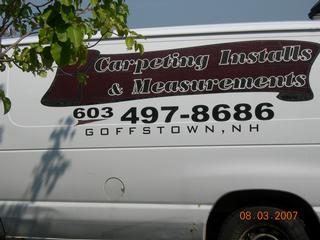 Carpeting Installs
& Measurements
603 497-8686
GOFFSTOWN, NH
08.03.2007